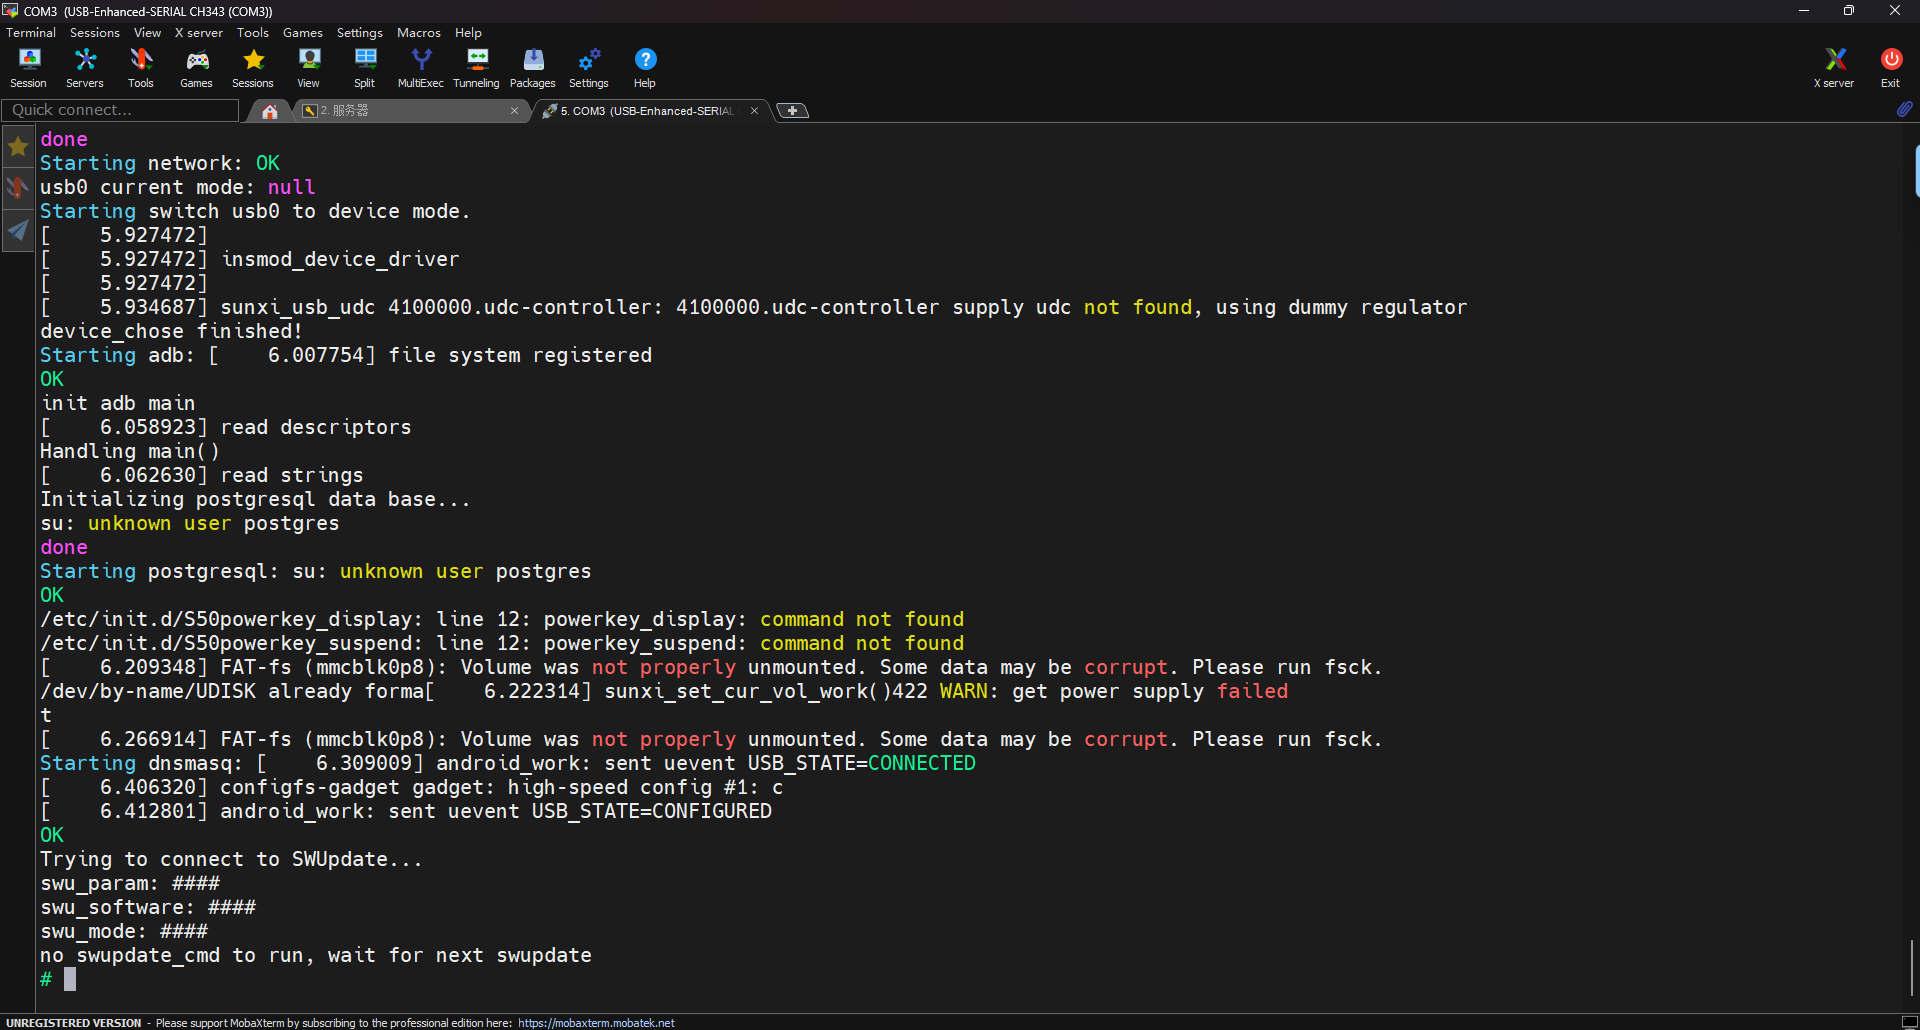 COM3 (USB-Enhanced-SERIAL CH343 (COM3))
Terminal Sessions View X server Tools Games Settings Macros Help
Session Servers Tools Games Sessions View Split MultiExec Tunneling Packages Settings Help X server Exit
Quick connect... 2. 服务器 5. COM3 (USB-Enhanced-SERIAL
done
Starting network: OK
usb0 current mode: null
Starting switch usb0 to device mode.
[    5.927472]
[    5.927472] insmod_device_driver
[    5.927472]
[    5.934687] sunxi_usb_udc 4100000.udc-controller: 4100000.udc-controller supply udc not found, using dummy regulator
device_chose finished!
Starting adb: [    6.007754] file system registered
OK
init adb main
[    6.058923] read descriptors
Handling main()
[    6.062630] read strings
Initializing postgresql data base...
su: unknown user postgres
done
Starting postgresql: su: unknown user postgres
OK
/etc/init.d/S50powerkey_display: line 12: powerkey_display: command not found
/etc/init.d/S50powerkey_suspend: line 12: powerkey_suspend: command not found
[    6.209348] FAT-fs (mmcblk0p8): Volume was not properly unmounted. Some data may be corrupt. Please run fsck.
/dev/by-name/UDISK already forma[    6.222314] sunxi_set_cur_vol_work()422 WARN: get power supply failed
t
[    6.266914] FAT-fs (mmcblk0p8): Volume was not properly unmounted. Some data may be corrupt. Please run fsck.
Starting dnsmasq: [    6.309009] android_work: sent uevent USB_STATE=CONNECTED
[    6.406320] configfs-gadget gadget: high-speed config #1: c
[    6.412801] android_work: sent uevent USB_STATE=CONFIGURED
OK
Trying to connect to SWUpdate...
swu_param: ####
swu_software: ####
swu_mode: ####
no swupdate_cmd to run, wait for next swupdate
#
UNREGISTERED VERSION - Please support MobaXterm by subscribing to the professional edition here: https://mobaxterm.mobatek.net